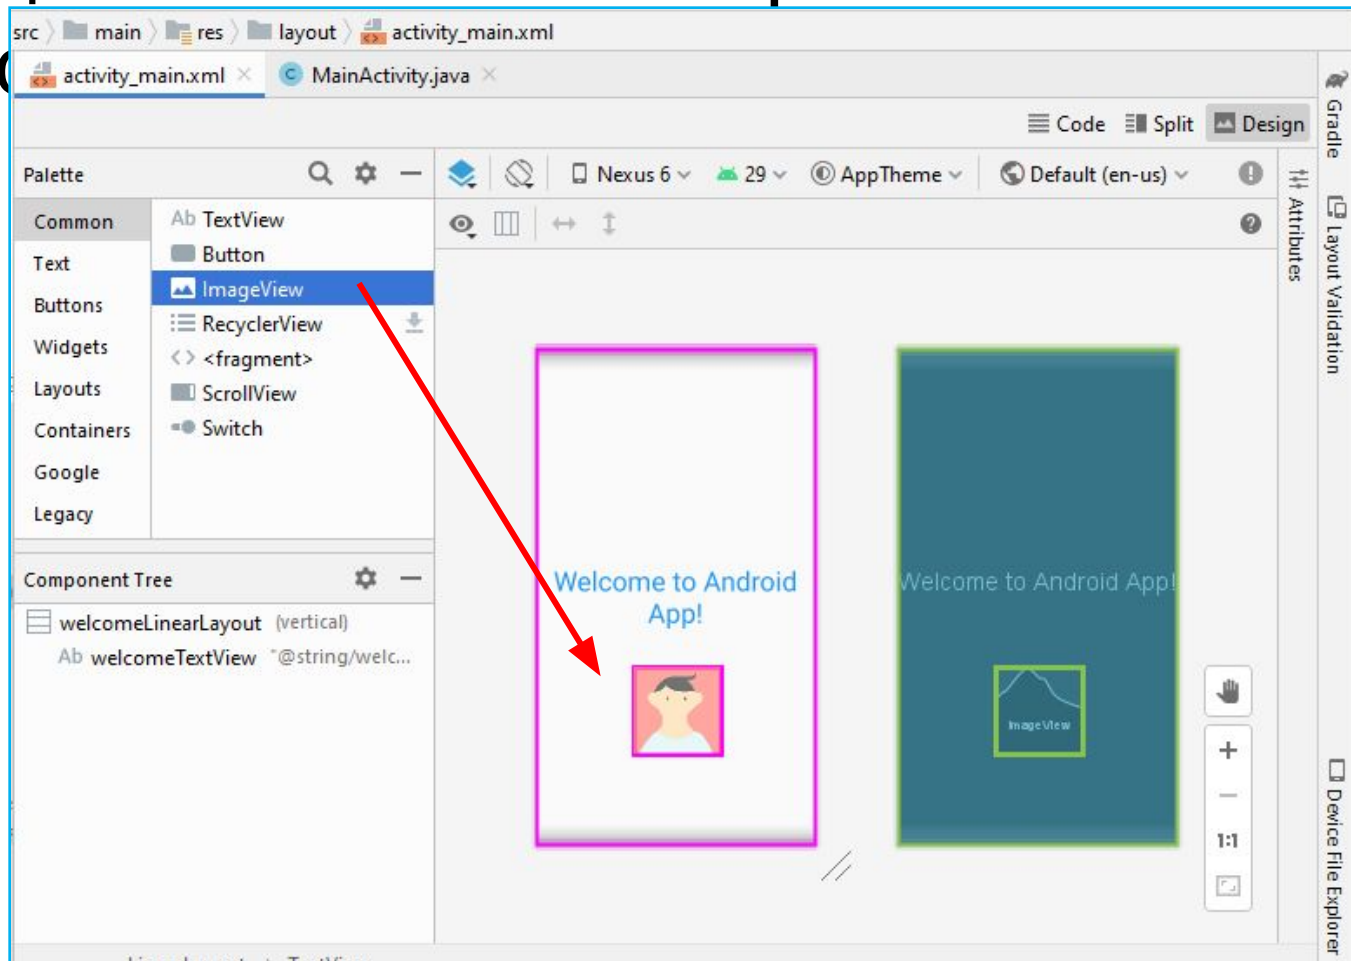 src main res layout activity_main.xml
activity_main.xml MainActivity.java
Code Split Design
Palette
Nexus 6 29 AppTheme Default (en-us)
Common
Text
Buttons
Widgets
Layouts
Containers
Google
Legacy
Ab TextView
Button
ImageView
RecyclerView
<fragment>
ScrollView
Switch
Component Tree
welcomeLinearLayout (vertical)
Ab welcomeTextView "@string/welc...
Welcome to Android
App!
Welcome to Android App!
ImageView
1:1
Attributes
Gradle
Layout Validation
Device File Explorer